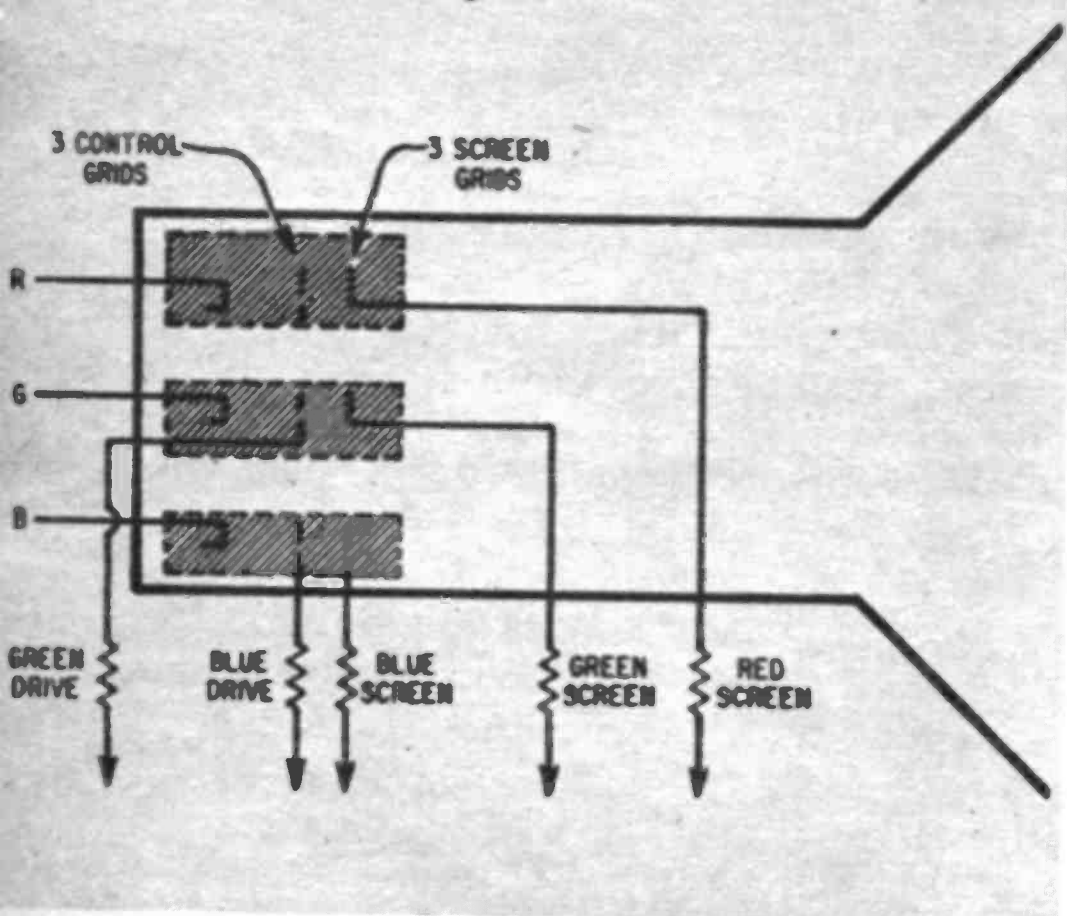 3 CONTROL
GRIDS
3 SCREEN
GRIDS
R
G
B
GREEN
DRIVE
BLUE
DRIVE
BLUE
SCREEN
GREEN
SCREEN
RED
SCREEN